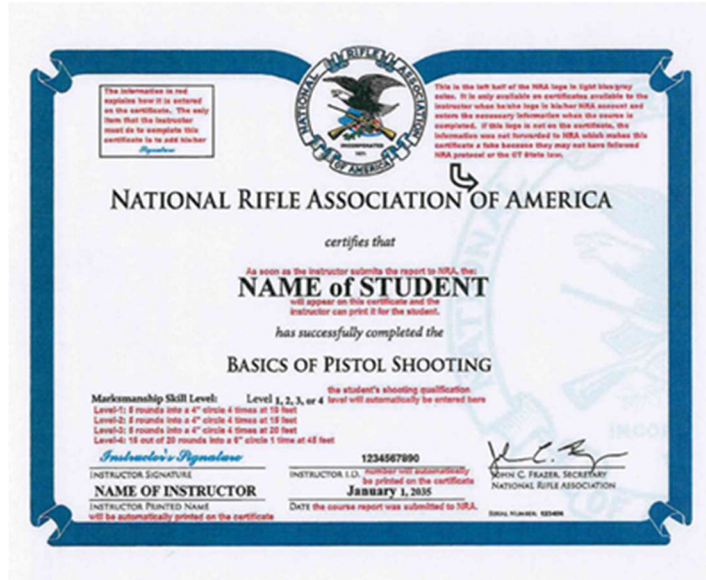 The information is red
explains how it is entered
on the certificate. The only
item that the instructor
must do to complete this
certificate is to add his/her
Signature
NATIONAL RIFLE ASSOCIATION
INCORPORATED
1871
OF AMERICA
This is the left half of the NRA logo in light blue/gray
color. It is only available on certificates available to the
instructor when he/she logs in his/her NRA account and
enters the necessary information when the course is
completed. If this logo is not on the certificate, the
information was not forwarded to NRA which makes this
certificate a fake because they may not have followed
NRA protocol or the CT State law.
NATIONAL RIFLE ASSOCIATION OF AMERICA
certifies that
As soon as the instructor submits the report to NRA, the:
NAME of STUDENT
will appear on this certificate and the
instructor can print it for the student.
has successfully completed the
BASICS OF PISTOL SHOOTING
the student's shooting qualification
Marksmanship Skill Level: Level 1, 2, 3, or 4 level will automatically be entered here
Level-1: 5 rounds into a 4" circle 4 times at 10 feet
Level-2: 5 rounds into a 4" circle 4 times at 15 feet
Level-3: 5 rounds into a 4" circle 4 times at 20 feet
Level-4: 16 out of 20 rounds into a 6" circle 1 time at 45 feet
Instructor's Signature
INSTRUCTOR SIGNATURE
NAME OF INSTRUCTOR
INSTRUCTOR PRINTED NAME
will be automatically printed on the certificate
1234567890
INSTRUCTOR I.D. number will automatically
be printed on the certificate
January 1, 2035
DATE the course report was submitted to NRA.
JOHN C. FRAZER, SECRETARY
NATIONAL RIFLE ASSOCIATION
SERIAL NUMBER: 123456
NATIONAL
INCO
OF